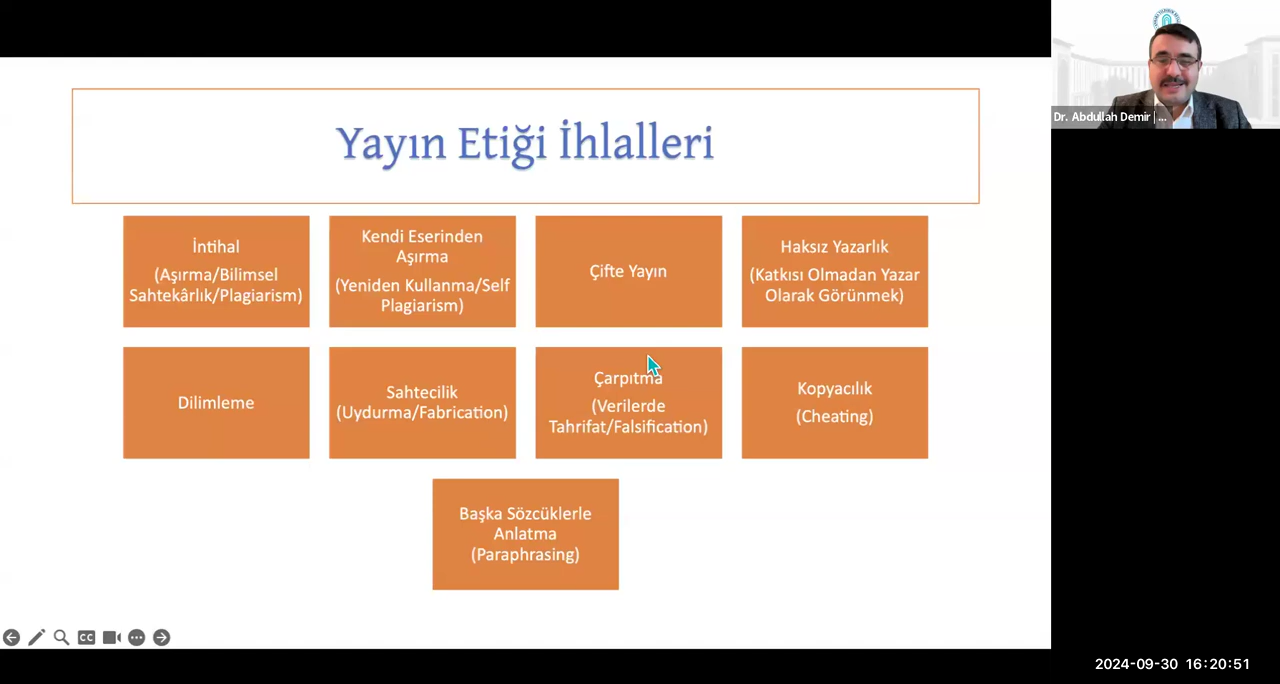 Yayın Etiği İhlalleri
İntihal
(Aşırma/Bilimsel
Sahtekârlık/Plagiarism)
Kendi Eserinden
Aşırma
(Yeniden Kullanma/Self
Plagiarism)
Çifte Yayın
Haksız Yazarlık
(Katkısı Olmadan Yazar
Olarak Görünmek)
Dilimleme
Sahtecilik
(Uydurma/Fabrication)
Çarpıtma
(Verilerde
Tahrifat/Falsification)
Kopyacılık
(Cheating)
Başka Sözcüklerle
Anlatma
(Paraphrasing)
CC
Dr. Abdullah Demir | ...
2024-09-30 16:20:51